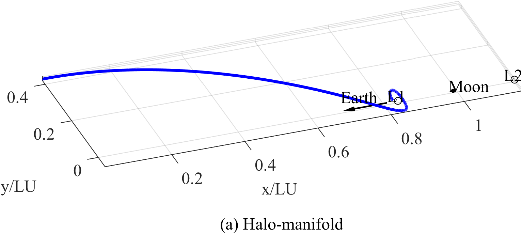 L2
Moon
Earth
L1
0.4
0.2
0
0.2
0.4
0.6
0.8
1
y/LU
x/LU
(a) Halo-manifold